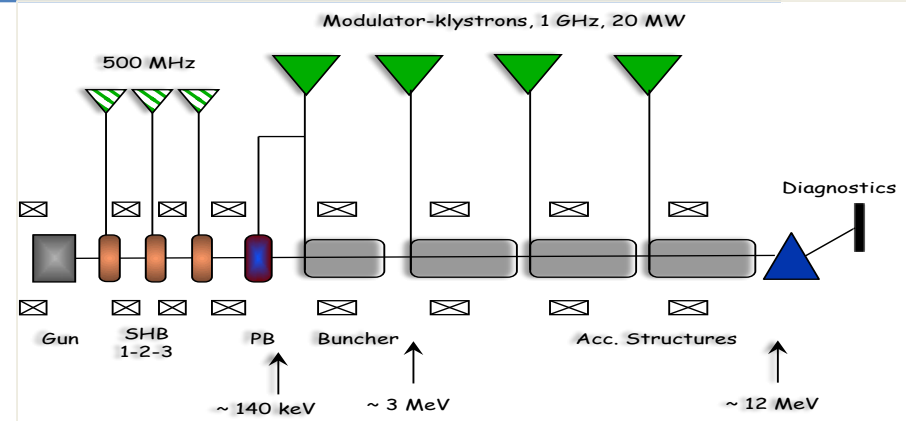 Modulator-klystrons, 1 GHz, 20 MW
500 MHz
Diagnostics
Gun
SHB
1-2-3
PB
Buncher
Acc. Structures
~ 140 keV
~ 3 MeV
~ 12 MeV